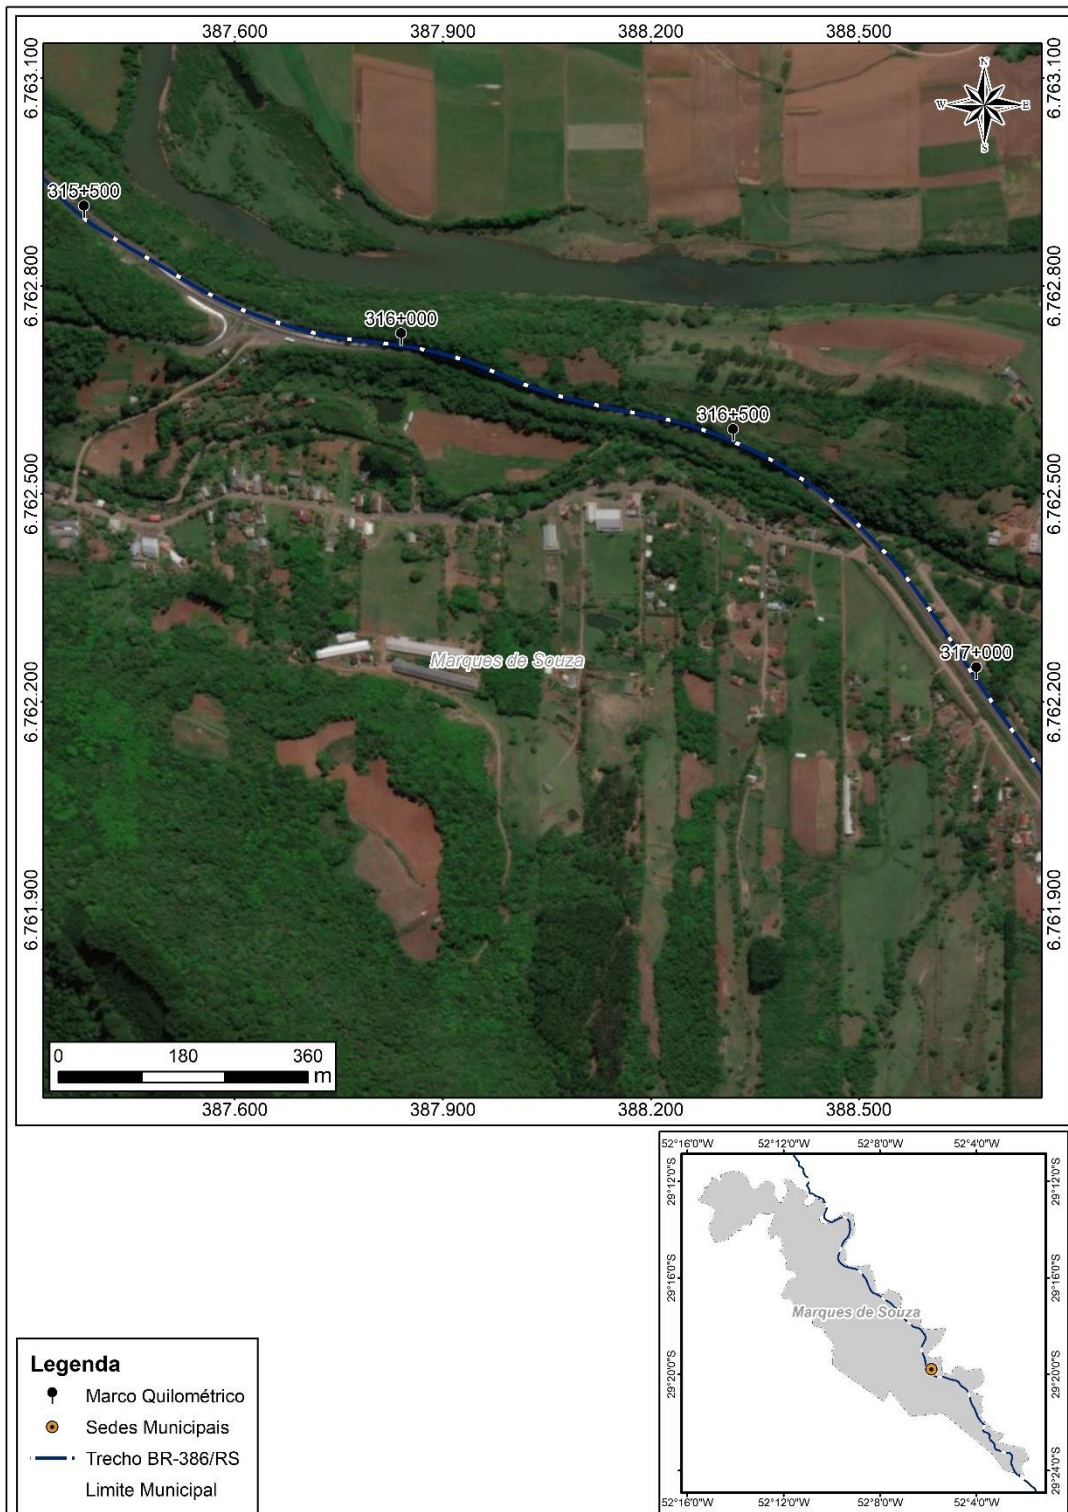 387.600 387.900 388.200 388.500
6.763.100 6.763.100
N
W E
S
315+500
6.762.800 6.762.800
316+000
316+500
6.762.500 6.762.500
Marques de Souza
317+000
6.762.200 6.762.200
6.761.900 6.761.900
0 180 360
m
387.600 387.900 388.200 388.500
52°16'0"W 52°12'0"W 52°8'0"W 52°4'0"W
29°12'0"S 29°12'0"S
29°16'0"S 29°16'0"S
Marques de Souza
29°20'0"S 29°20'0"S
29°24'0"S 29°24'0"S
52°16'0"W 52°12'0"W 52°8'0"W 52°4'0"W
Legenda
Marco Quilométrico
Sedes Municipais
Trecho BR-386/RS
Limite Municipal